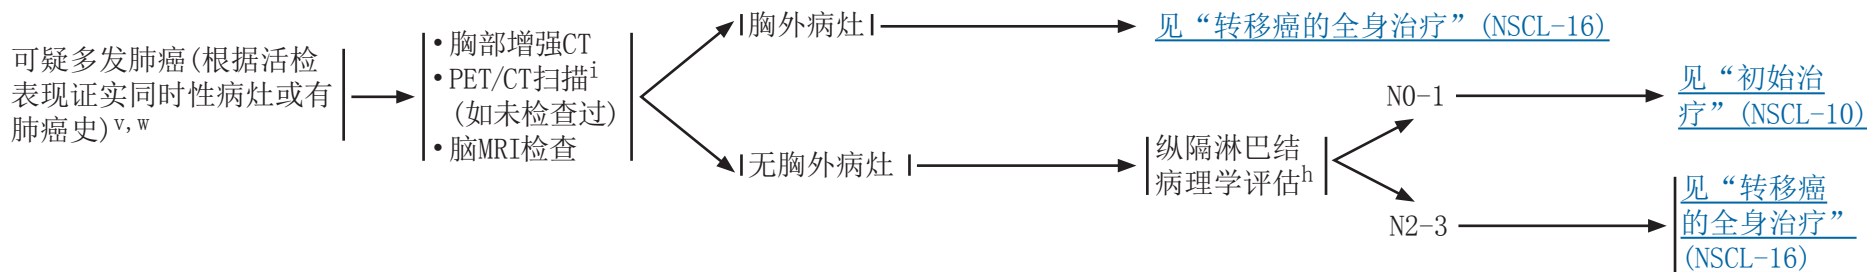 可疑多发肺癌(根据活检
表现证实同时性病灶或有
肺癌史)v,w
•胸部增强CT
•PET/CT扫描i
(如未检查过)
•脑MRI检查
胸外病灶
见“转移癌的全身治疗”(NSCL-16)
无胸外病灶
纵隔淋巴结
病理学评估h
N0-1
见“初始治
疗”(NSCL-10)
N2-3
见“转移癌
的全身治疗”
(NSCL-16)